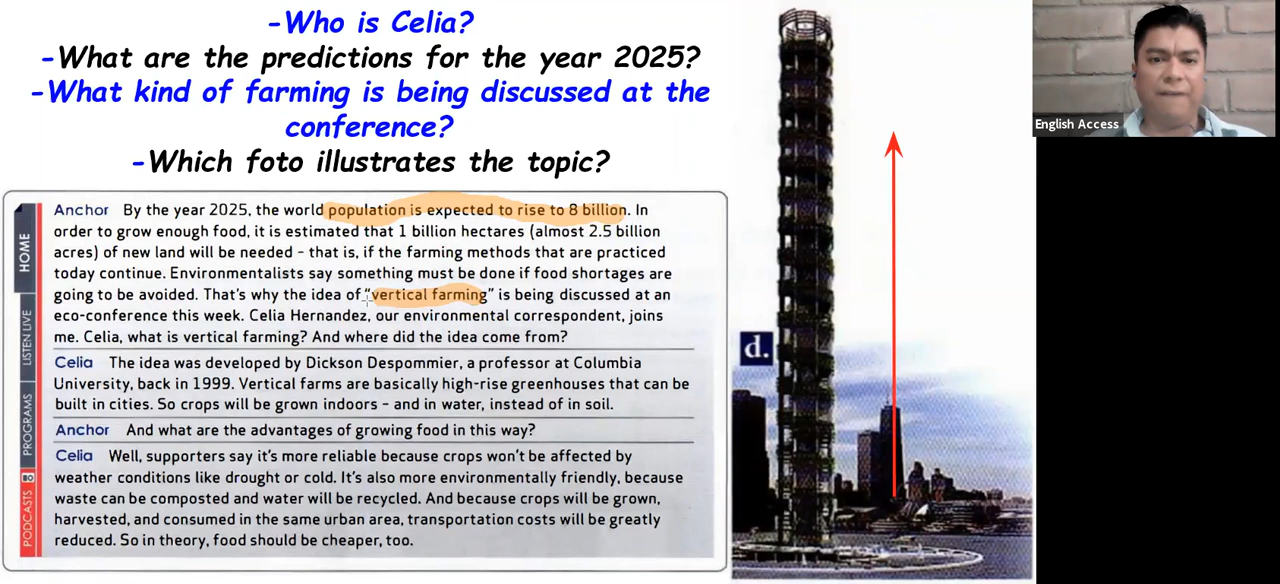 -Who is Celia?
-What are the predictions for the year 2025?
-What kind of farming is being discussed at the
conference?
-Which foto illustrates the topic?
HOME
LISTEN LIVE
PROGRAMS
PODCASTS
Anchor By the year 2025, the world population is expected to rise to 8 billion. In
order to grow enough food, it is estimated that 1 billion hectares (almost 2.5 billion
acres) of new land will be needed – that is, if the farming methods that are practiced
today continue. Environmentalists say something must be done if food shortages are
going to be avoided. That's why the idea of “vertical farming” is being discussed at an
eco-conference this week. Celia Hernandez, our environmental correspondent, joins
me. Celia, what is vertical farming? And where did the idea come from?
Celia The idea was developed by Dickson Despommier, a professor at Columbia
University, back in 1999. Vertical farms are basically high-rise greenhouses that can be
built in cities. So crops will be grown indoors – and in water, instead of in soil.
Anchor And what are the advantages of growing food in this way?
Celia Well, supporters say it's more reliable because crops won't be affected by
weather conditions like drought or cold. It's also more environmentally friendly, because
waste can be composted and water will be recycled. And because crops will be grown,
harvested, and consumed in the same urban area, transportation costs will be greatly
reduced. So in theory, food should be cheaper, too.
d.
English Access